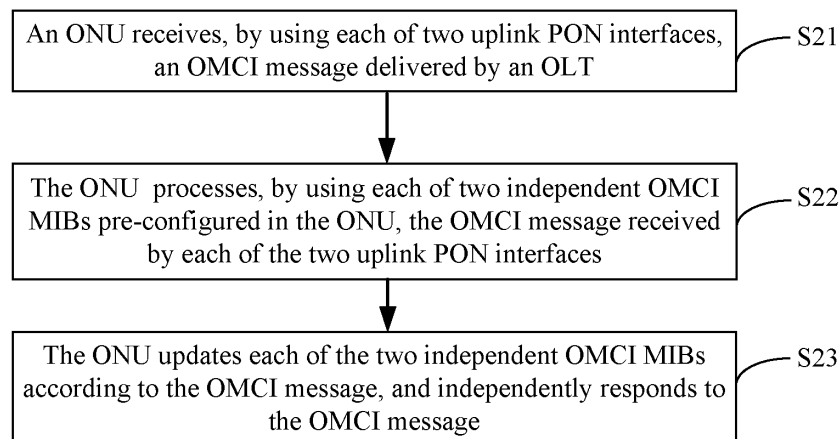 An ONU receives, by using each of two uplink PON interfaces,
an OMCI message delivered by an OLT
S21
The ONU processes, by using each of two independent OMCI
MIBs pre-configured in the ONU, the OMCI message received
by each of the two uplink PON interfaces
S22
The ONU updates each of the two independent OMCI MIBs
according to the OMCI message, and independently responds to
the OMCI message
S23